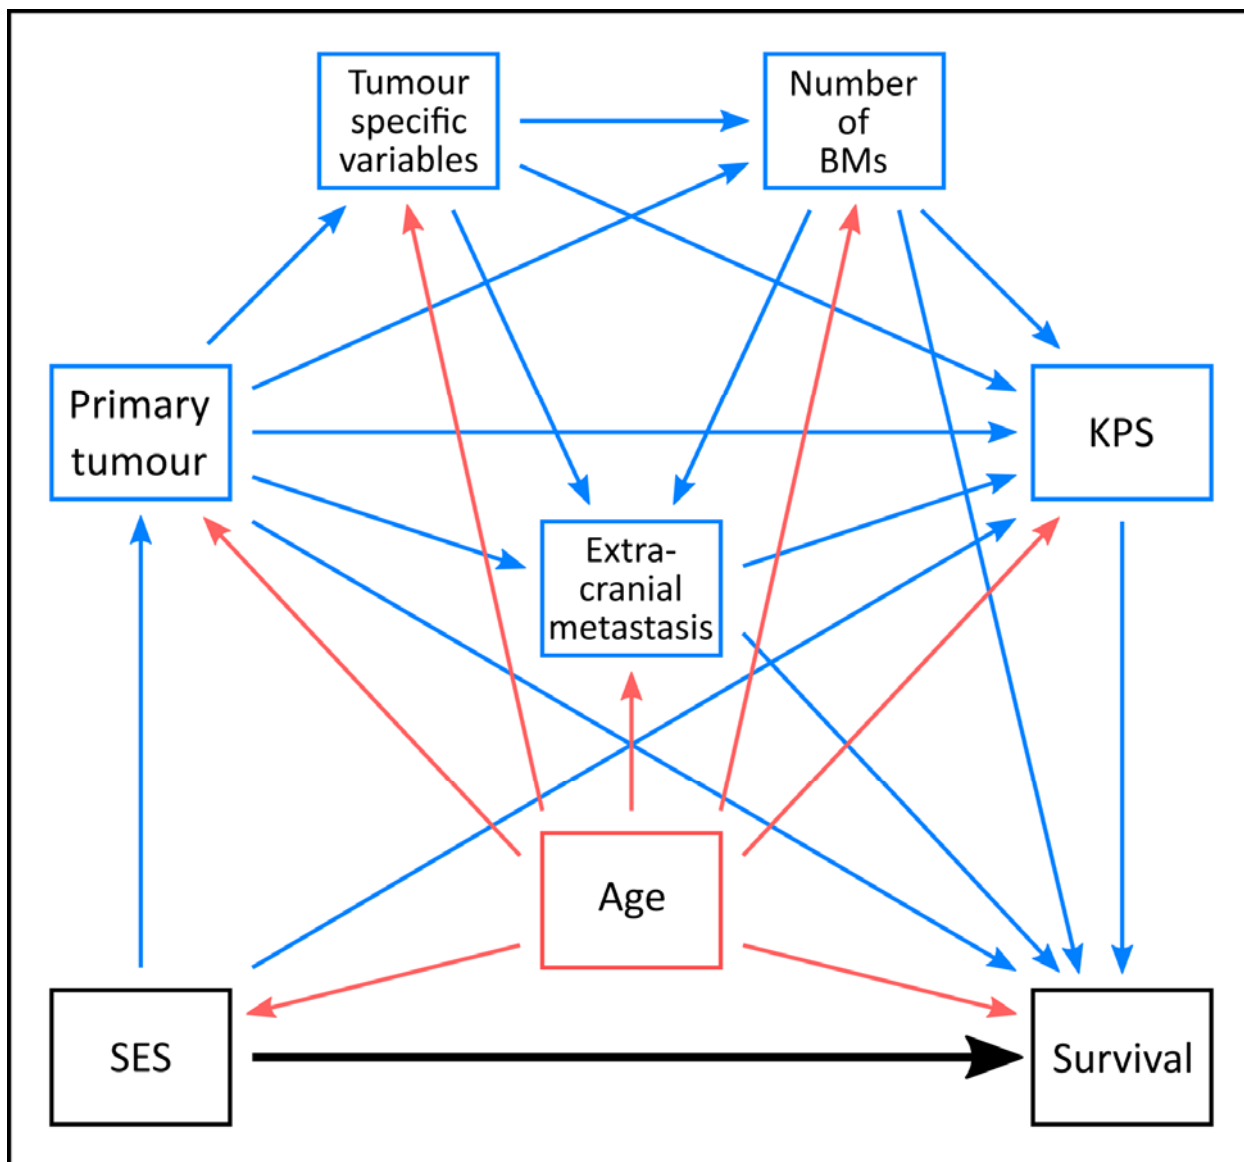 Tumour
specific
variables
Number
of
BMs
Primary
tumour
KPS
Extra-
cranial
metastasis
Age
SES
Survival